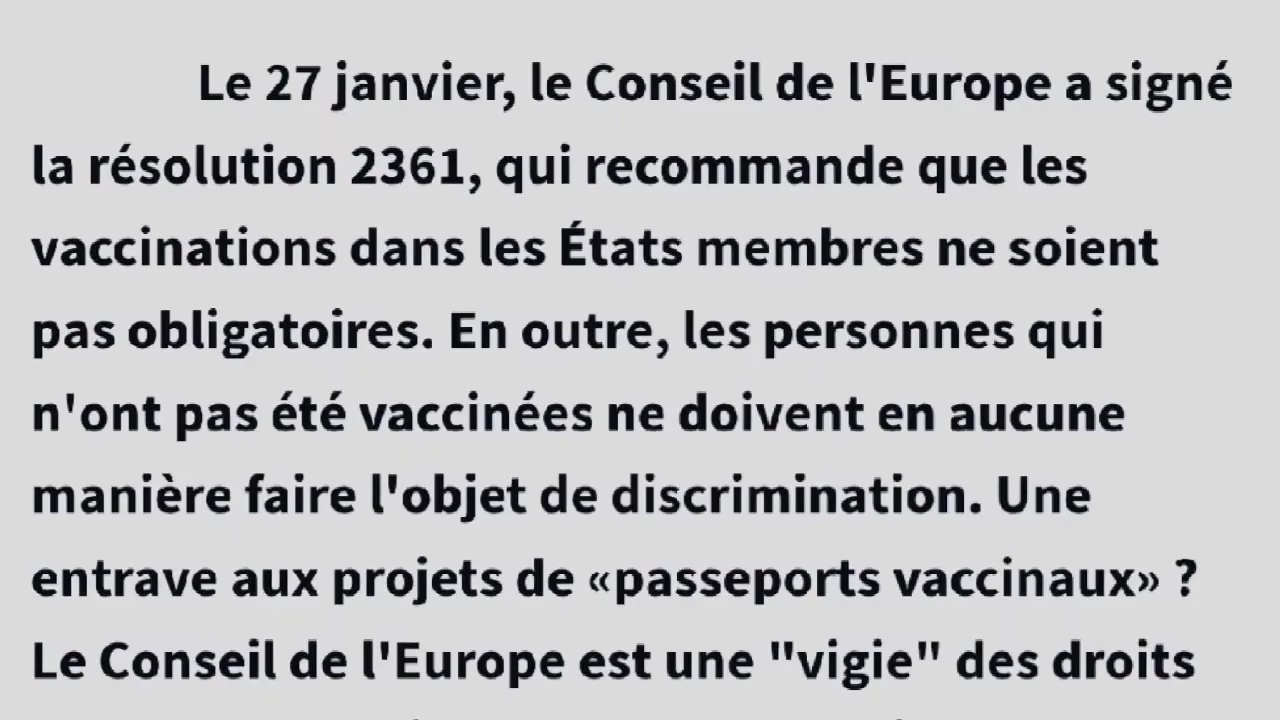 Le 27 janvier, le Conseil de l'Europe a signé
la résolution 2361, qui recommande que les
vaccinations dans les États membres ne soient
pas obligatoires. En outre, les personnes qui
n'ont pas été vaccinées ne doivent en aucune
manière faire l'objet de discrimination. Une
entrave aux projets de «passeports vaccinaux» ?
Le Conseil de l'Europe est une "vigie" des droits